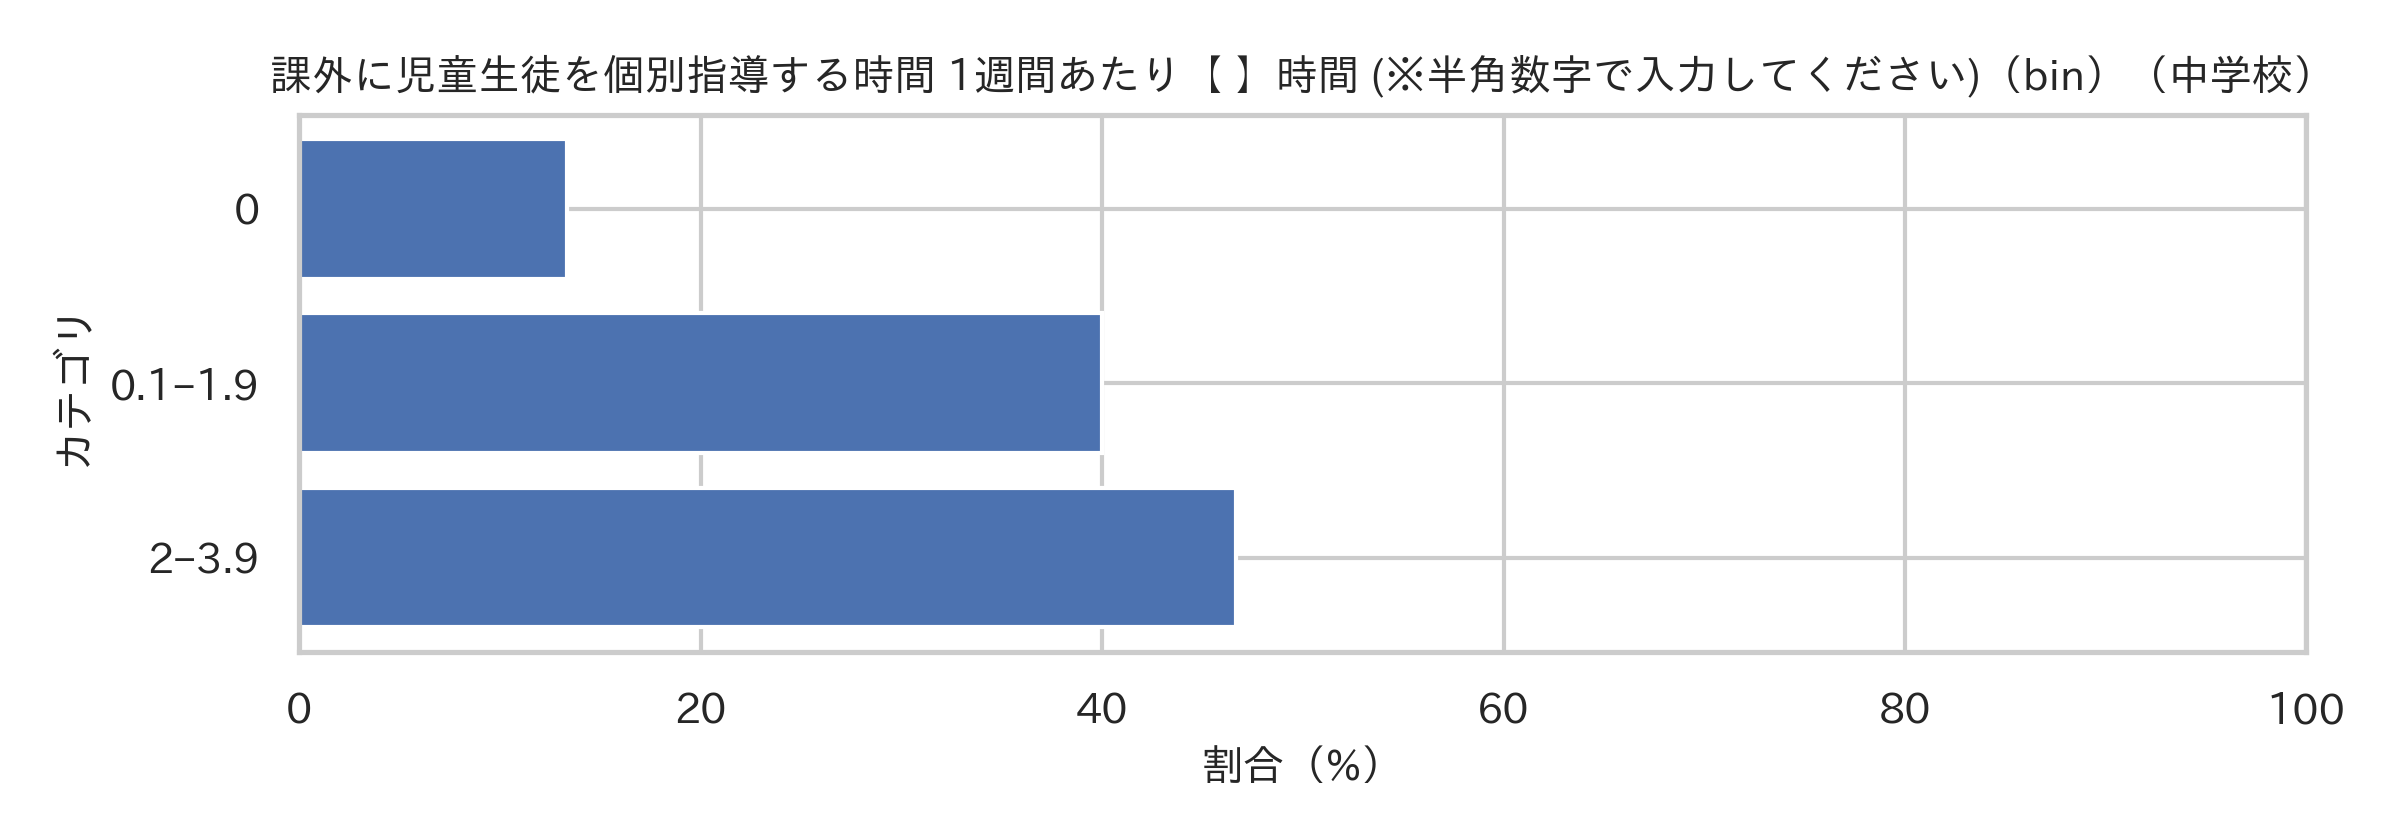 課外に児童生徒を個別指導する時間 1週間あたり【 】時間 (※半角数字で入力してください)（bin）（中学校）
カテゴリ
0
0.1–1.9
2–3.9
0 20 40 60 80 100
割合（%）